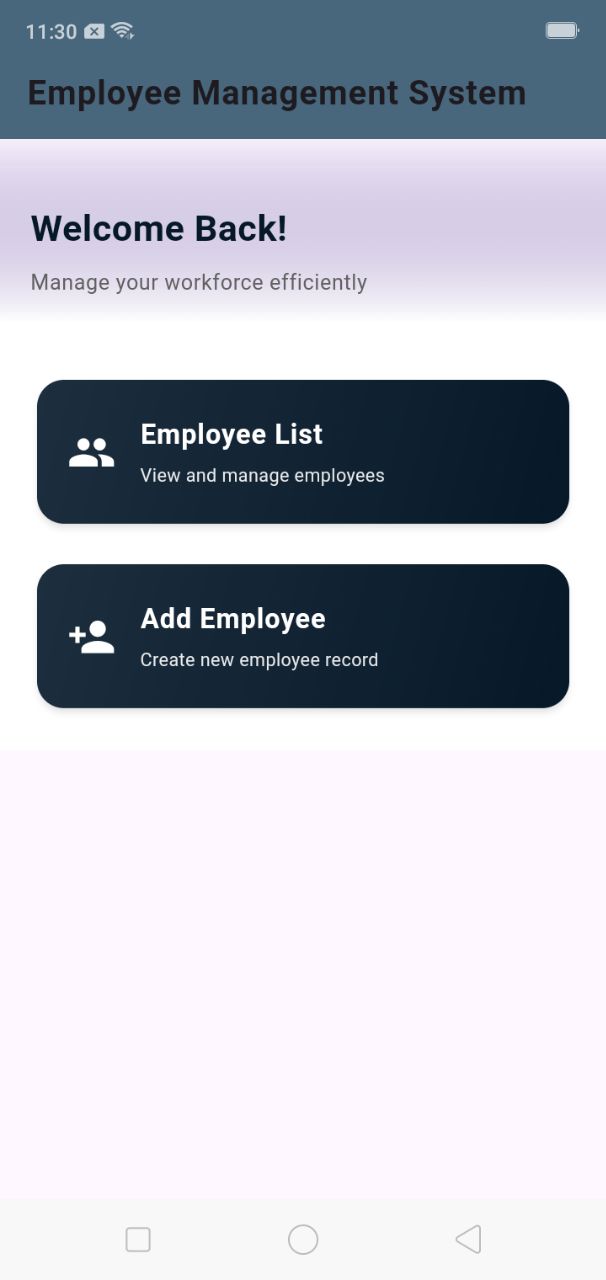 11:30
Employee Management System
Welcome Back!
Manage your workforce efficiently
Employee List
View and manage employees
Add Employee
Create new employee record